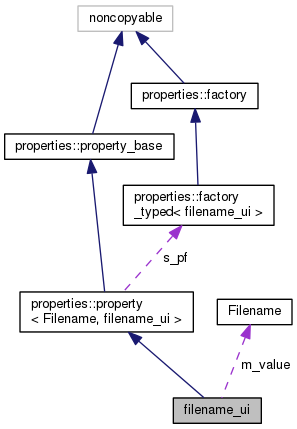 noncopyable
properties::factory
properties::property_base
properties::factory
_typed< filename_ui >
s_pf
properties::property
< Filename, filename_ui >
Filename
m_value
filename_ui